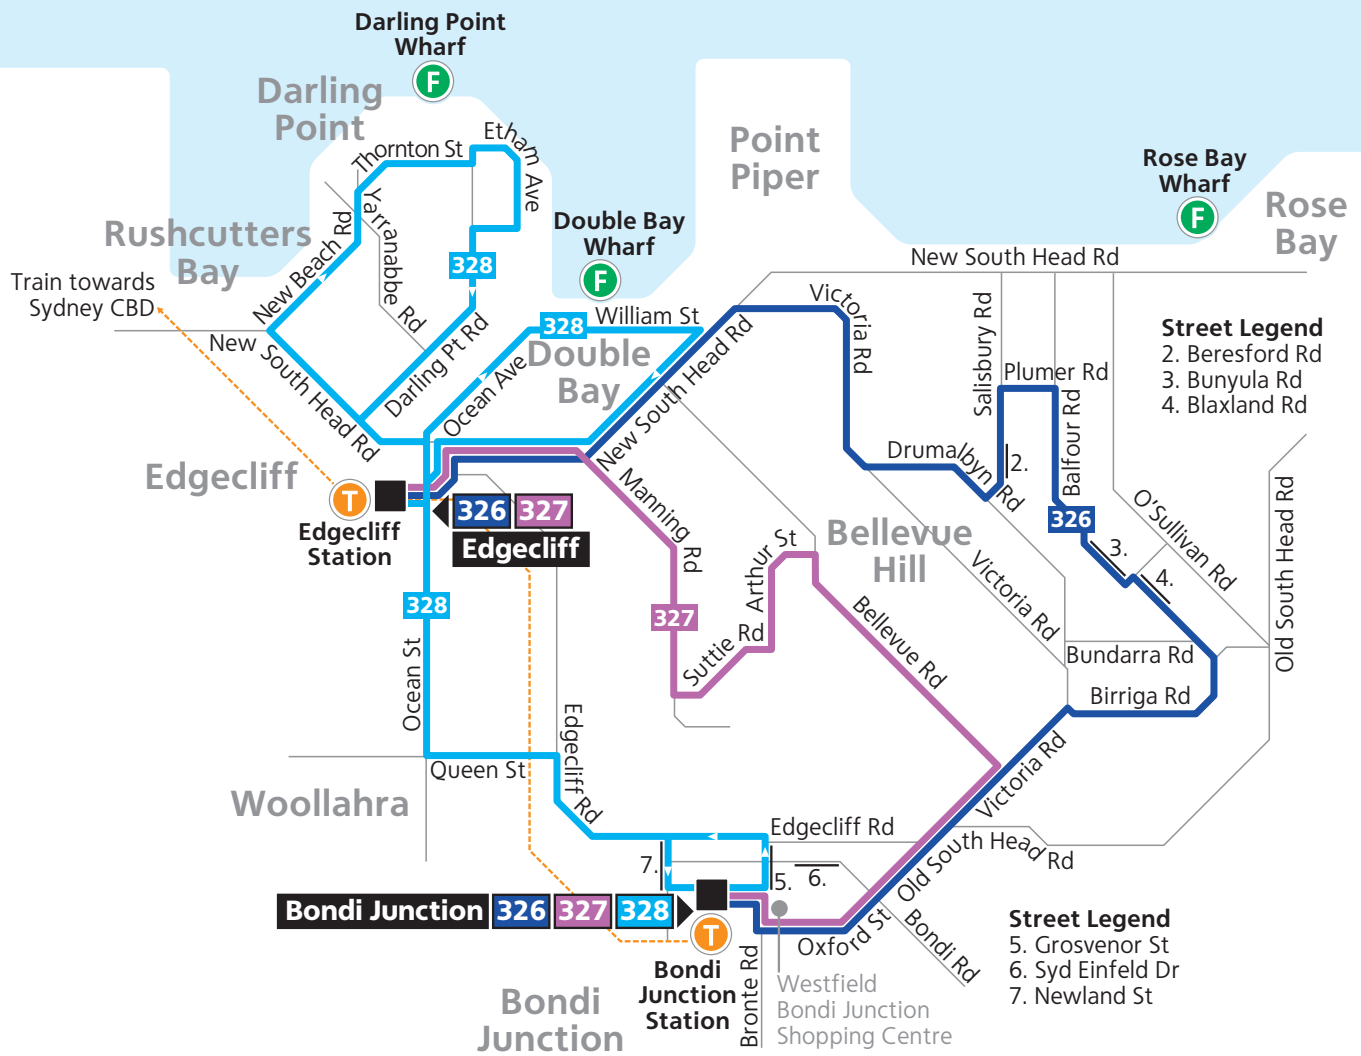 Darling Point
Wharf
F
Darling
Point
Etham Ave
Thornton St
Point
Piper
Rose Bay
Wharf
F
Rose
Bay
Rushcutters
Bay
New Beach Rd
Yarranabbe Rd
328
Double Bay
Wharf
F
New South Head Rd
Train towards
Sydney CBD
New South Head Rd
Darling Pt Rd
Ocean Ave
328
William St
Double
Bay
New South Head Rd
Victoria Rd
Salisbury Rd
Plumer Rd
Balfour Rd
Street Legend
2. Beresford Rd
3. Bunyula Rd
4. Blaxland Rd
Edgecliff
T
Edgecliff
Station
326
327
Edgecliff
Manning Rd
Drumalbyn Rd
2.
326
3.
4.
O'Sullivan Rd
Old South Head Rd
Bellevue
Hill
Arthur St
Suttie Rd
327
Bellevue Rd
Victoria Rd
Bundarra Rd
Birriga Rd
328
Ocean St
Queen St
Edgecliff Rd
Woollahra
Victoria Rd
Edgecliff Rd
Old South Head Rd
7.
5.
6.
Bondi Junction
326
327
328
T
Bondi
Junction
Station
Oxford St
Bondi Rd
Bronte Rd
Westfield
Bondi Junction
Shopping Centre
Bondi
Junction
Street Legend
5. Grosvenor St
6. Syd Einfeld Dr
7. Newland St